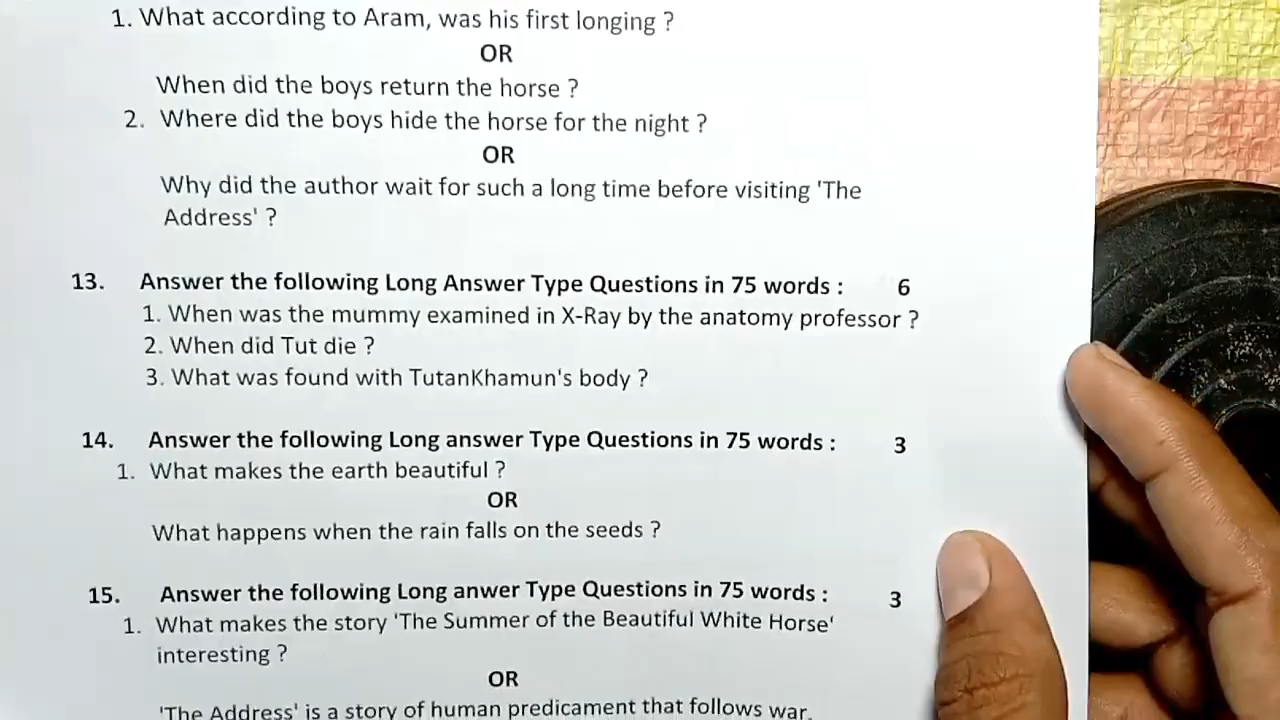 1. What according to Aram, was his first longing ?
OR
When did the boys return the horse ?
2. Where did the boys hide the horse for the night ?
OR
Why did the author wait for such a long time before visiting 'The
Address' ?
13. Answer the following Long Answer Type Questions in 75 words : 6
1. When was the mummy examined in X-Ray by the anatomy professor ?
2. When did Tut die ?
3. What was found with TutanKhamun's body ?
14. Answer the following Long answer Type Questions in 75 words : 3
1. What makes the earth beautiful ?
OR
What happens when the rain falls on the seeds ?
15. Answer the following Long anwer Type Questions in 75 words : 3
1. What makes the story 'The Summer of the Beautiful White Horse'
interesting ?
OR
'The Address' is a story of human predicament that follows war.